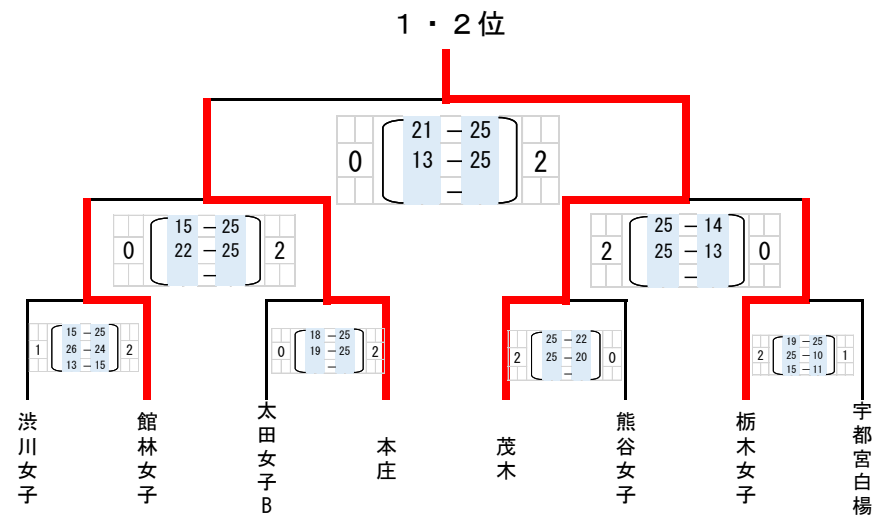 1・2位
21－25
0 13－25 2
－
15－25
0 22－25 2
－
25－14
2 25－13 0
－
15－25
1 26－24 2
13－15
18－25
0 19－25 2
－
25－22
2 25－20 0
－
19－25
2 25－10 1
15－11
渋川女子
館林女子
太田女子B
本庄
茂木
熊谷女子
栃木女子
宇都宮白楊